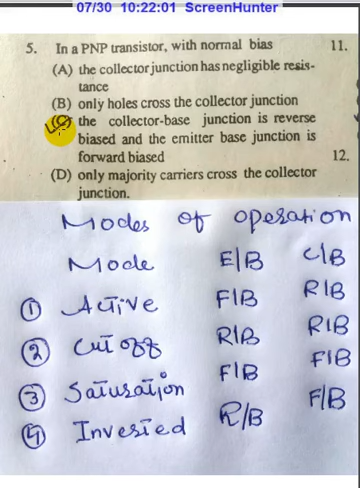 07/30 10:22:01 ScreenHunter
5. In a PNP transistor, with normal bias
(A) the collector junction has negligible resis-
tance
(B) only holes cross the collector junction
(C) the collector-base junction is reverse
biased and the emitter base junction is
forward biased
(D) only majority carriers cross the collector
junction.
11.
12.
Modes of operation
Mode E/B C/B
① Active F/B R/B
② Cut off R/B R/B
③ Saturation F/B F/B
④ Invested R/B F/B